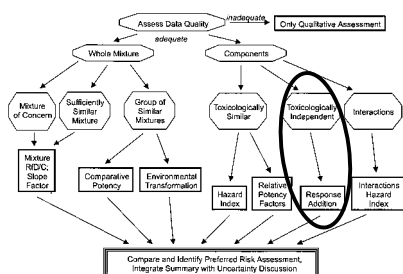 Assess Data Quality
inadequate
Only Qualitative Assessment
adequate
Whole Mixture
Components
Mixture
of Concern
Sufficiently
Similar
Mixture
Group of
Similar
Mixtures
Toxicologically
Similar
Toxicologically
Independent
Interactions
Mixture
R/D/C;
Slope
Factor
Comparative
Potency
Environmental
Transformation
Hazard
Index
Relative
Potency
Factors
Response
Addition
Interactions
Hazard
Index
Compare and Identify Preferred Risk Assessment,
Integrate Summary with Uncertainty Discussion